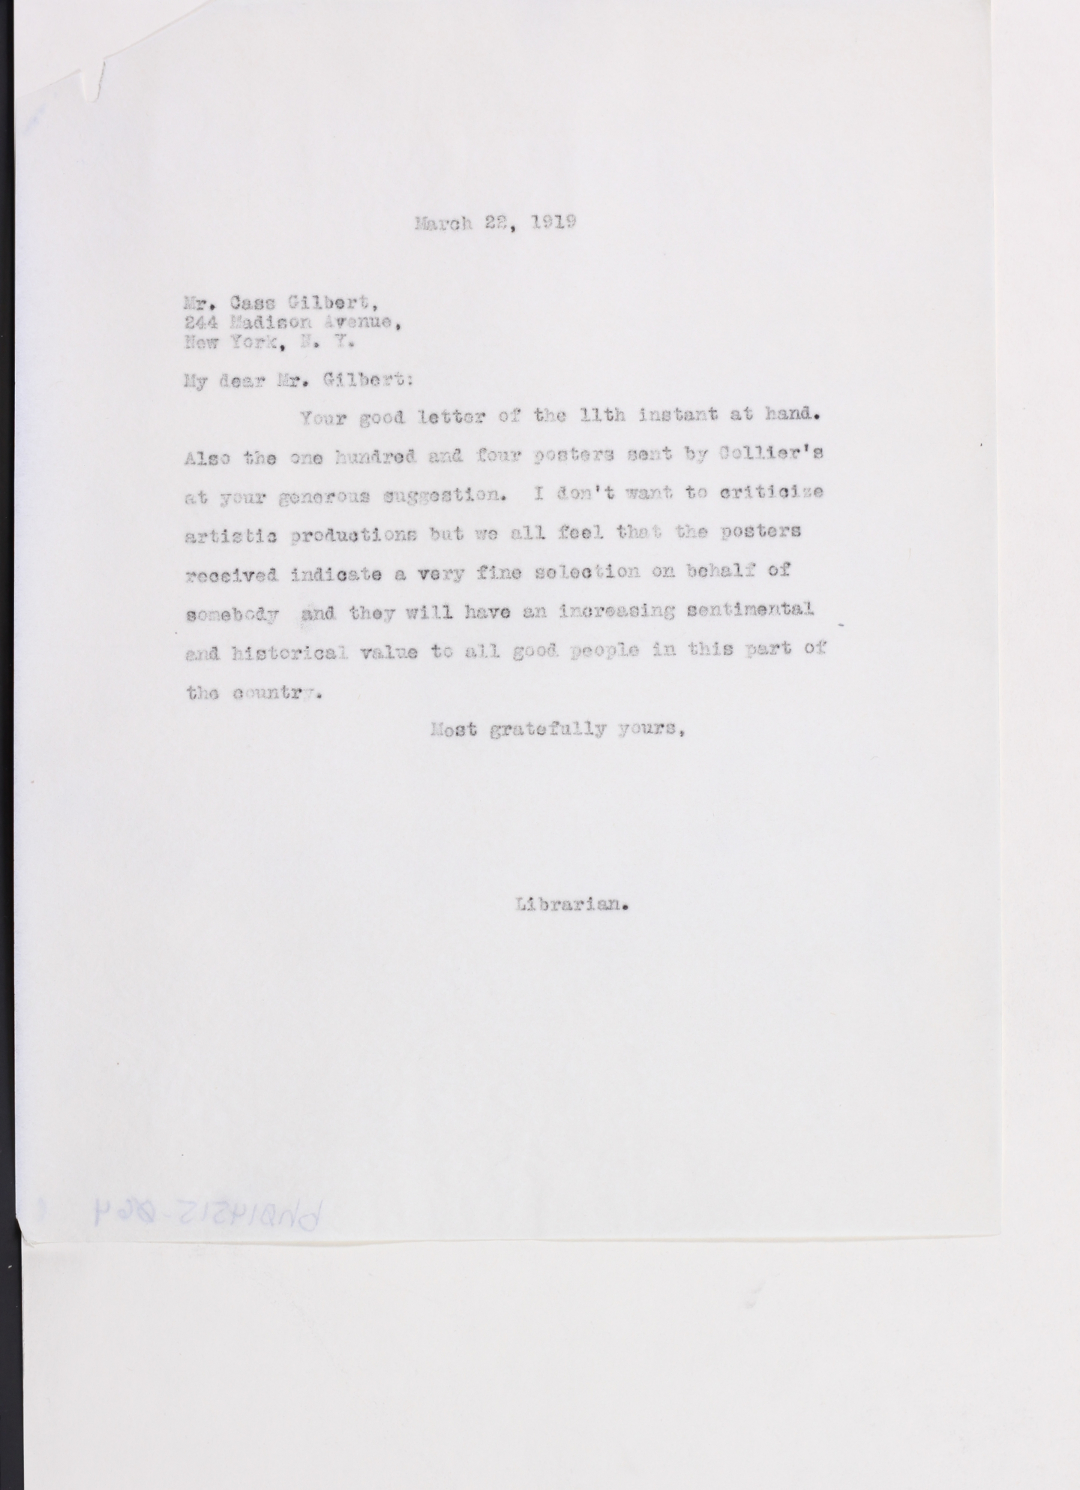 March 22, 1919
Mr. Cass Gilbert,
244 Madison Avenue,
New York, N. Y.
My dear Mr. Gilbert:
Your good letter of the 11th instant at hand.
Also the one hundred and four posters sent by Collier's
at your generous suggestion. I don't want to criticise
artistic productions but we all feel that the posters
received indicate a very fine selection on behalf of
somebody and they will have an increasing sentimental
and historical value to all good people in this part of
the country.
Most gratefully yours,
Librarian.